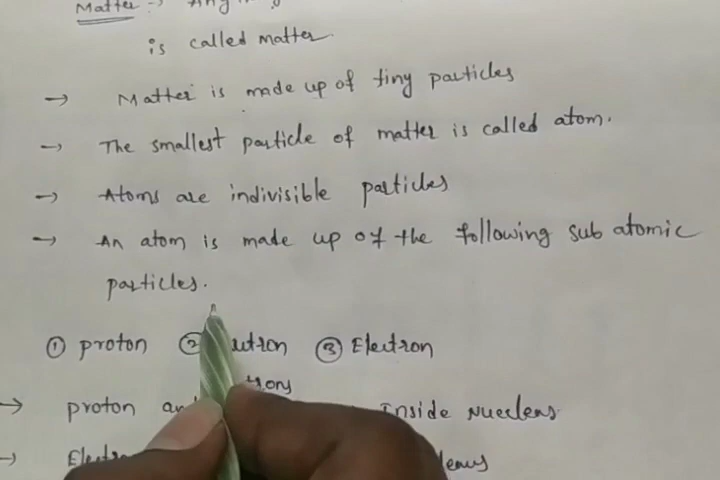 Matter :→
is called matter.
→ Matter is made up of tiny particles
→ The smallest particle of matter is called atom.
→ Atoms are indivisible particles
→ An atom is made up of the following sub atomic
particles.
① proton ② ③ Electron
→ proton Inside Nucleus
→